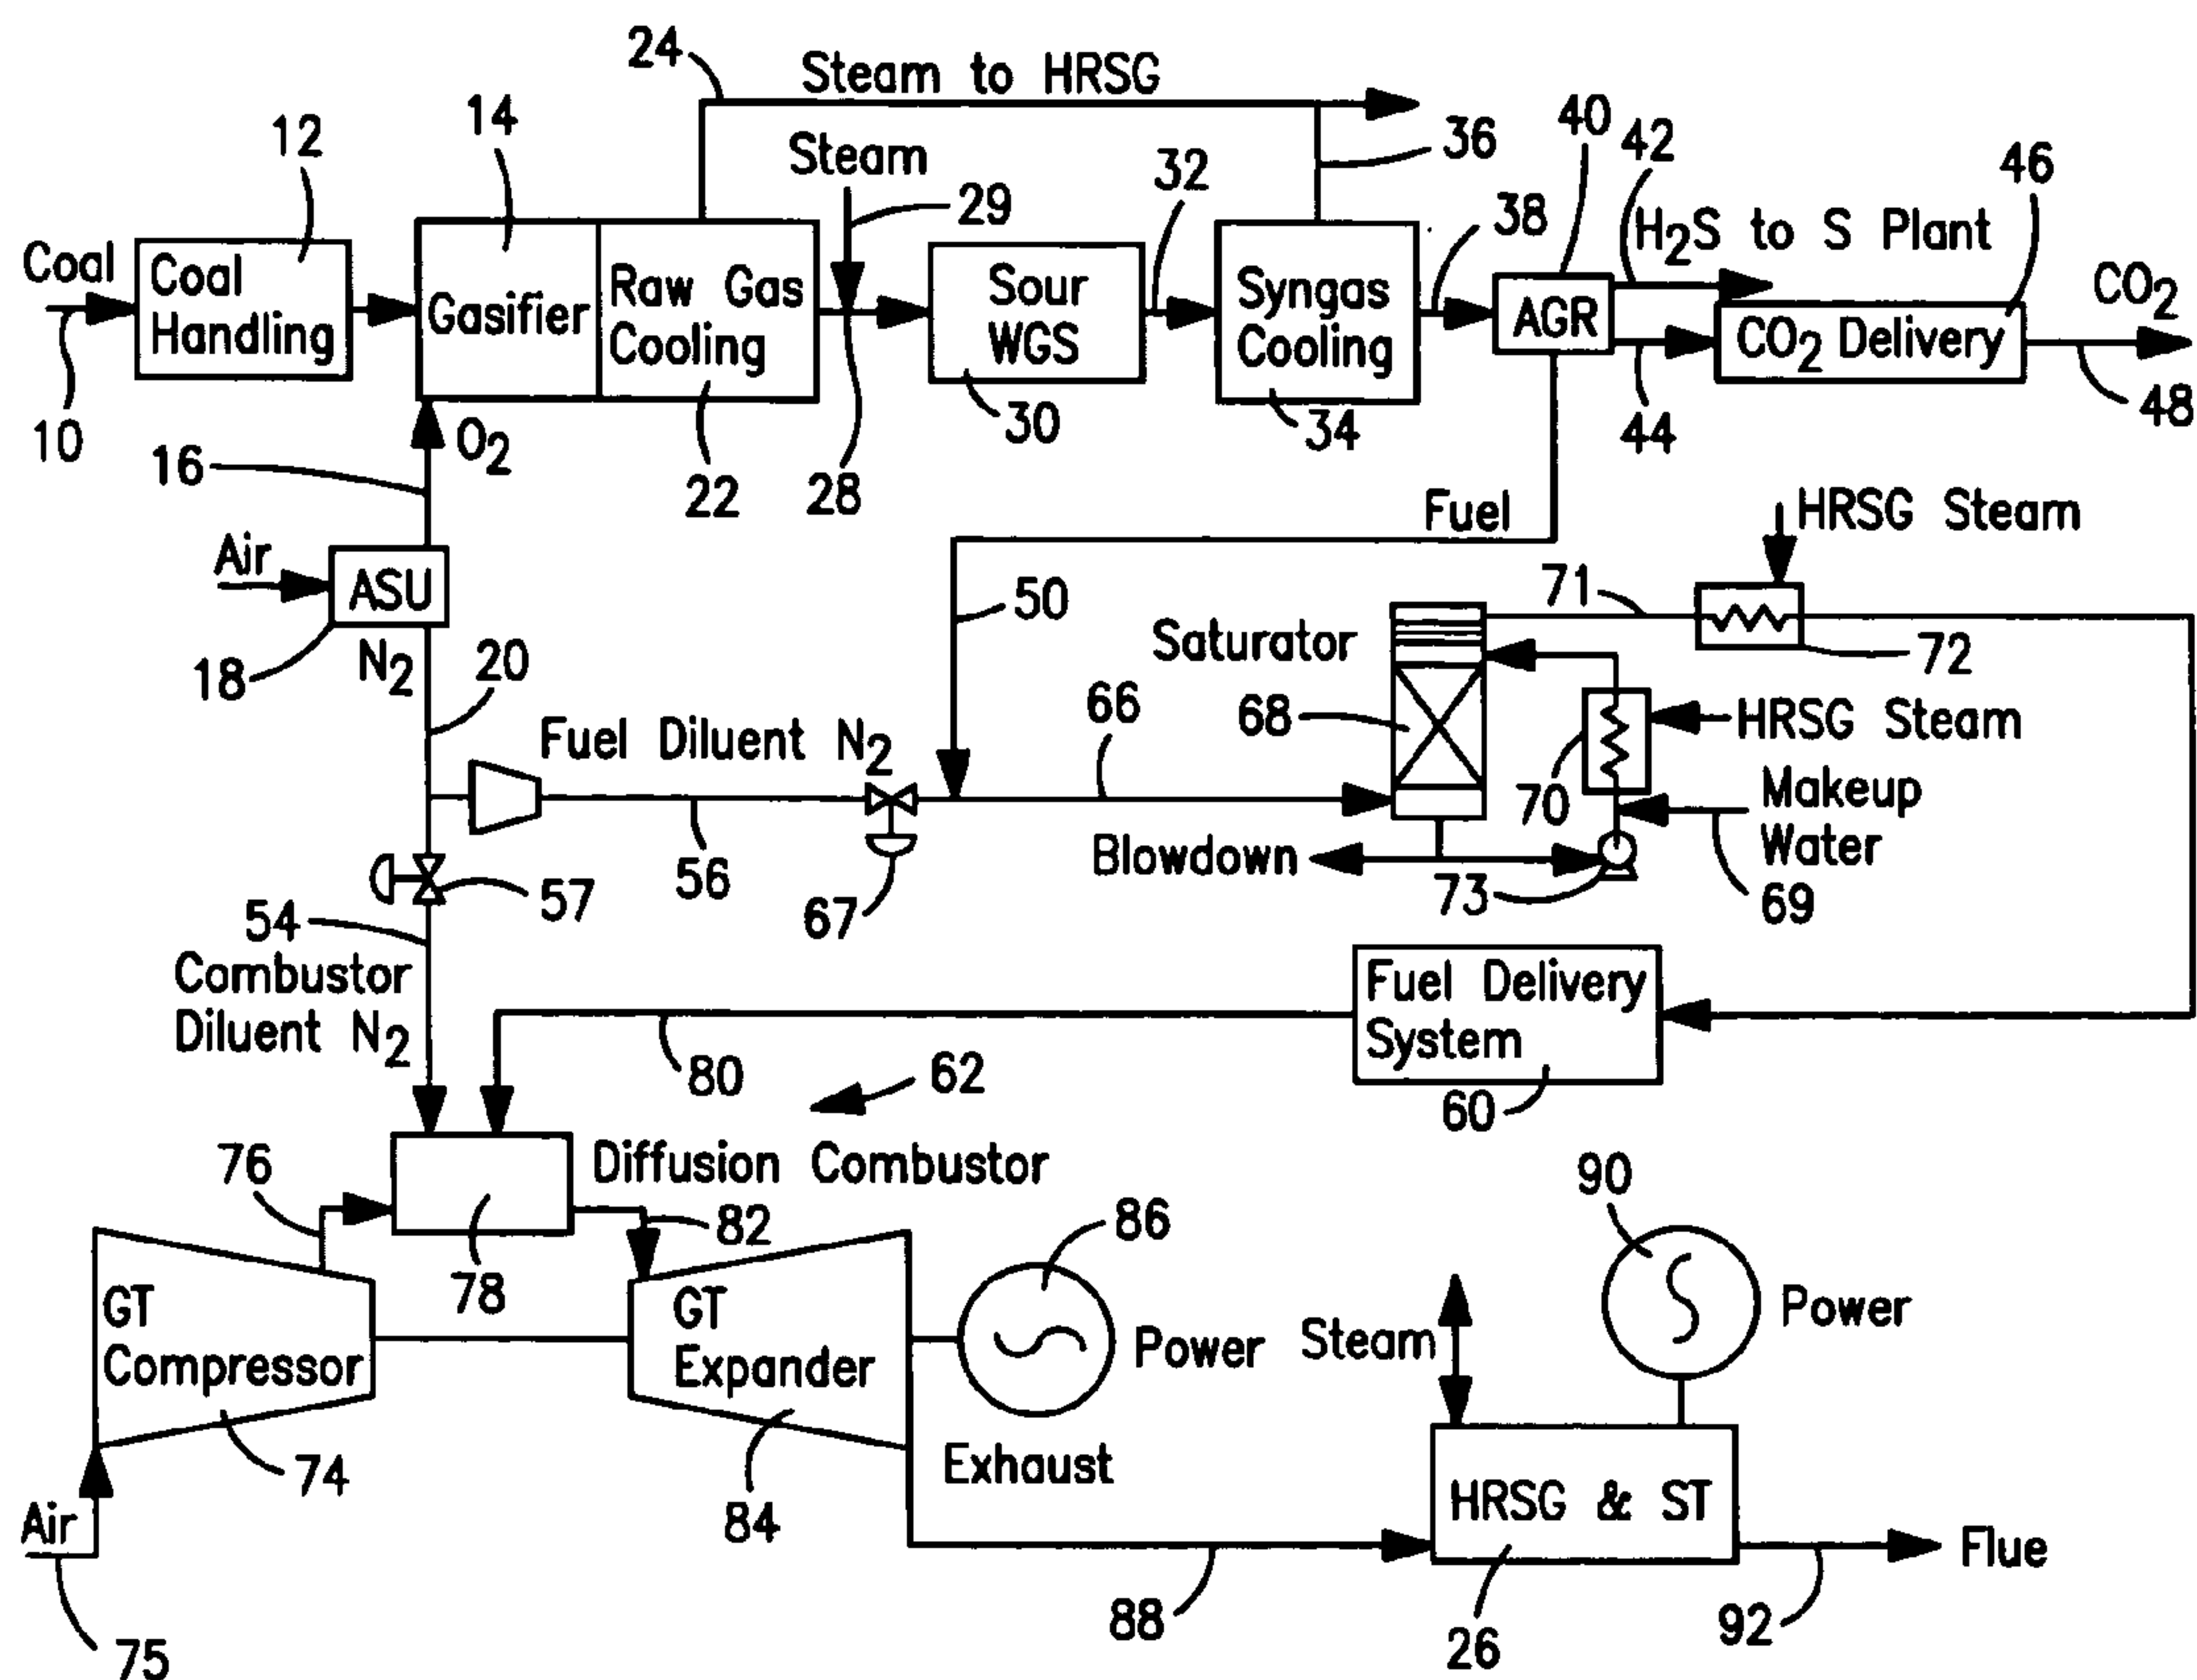 24
Steam to HRSG
14
12
Steam
40
42
36
46
32
29
38
H2S to S Plant
Coal
Coal
Handling
Gasifier
Raw Gas
Cooling
Sour
WGS
Syngas
Cooling
AGR
CO2
CO2 Delivery
10
O2
16
22
28
30
34
44
48
Fuel
HRSG Steam
Air
ASU
50
71
Saturator
72
18
N2
20
66
68
HRSG Steam
Fuel Diluent N2
70
Makeup
Water
Blowdown
56
57
67
73
69
54
Cambustor
Diluent N2
Fuel Delivery
System
80
62
60
76
Diffusion Combustor
90
82
86
78
GT
Compressor
GT
Expander
Power
Steam
Power
74
84
Exhaust
HRSG & ST
Air
Flue
88
92
75
26